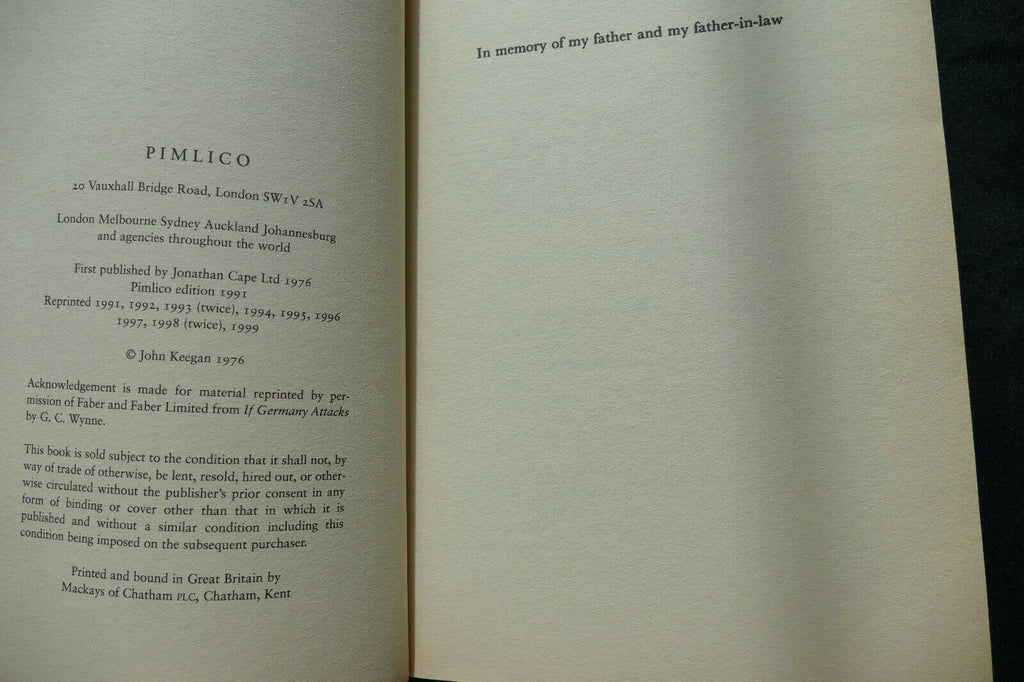 PIMLICO
20 Vauxhall Bridge Road, London SW1V 2SA
London Melbourne Sydney Auckland Johannesburg
and agencies throughout the world
First published by Jonathan Cape Ltd 1976
Pimlico edition 1991
Reprinted 1991, 1992, 1993 (twice), 1994, 1995, 1996
1997, 1998 (twice), 1999
© John Keegan 1976
Acknowledgement is made for material reprinted by per-
mission of Faber and Faber Limited from If Germany Attacks
by G. C. Wynne.
This book is sold subject to the condition that it shall not, by
way of trade of otherwise, be lent, resold, hired out, or other-
wise circulated without the publisher's prior consent in any
form of binding or cover other than that in which it is
published and without a similar condition including this
condition being imposed on the subsequent purchaser.
Printed and bound in Great Britain by
Mackays of Chatham PLC, Chatham, Kent
In memory of my father and my father-in-law